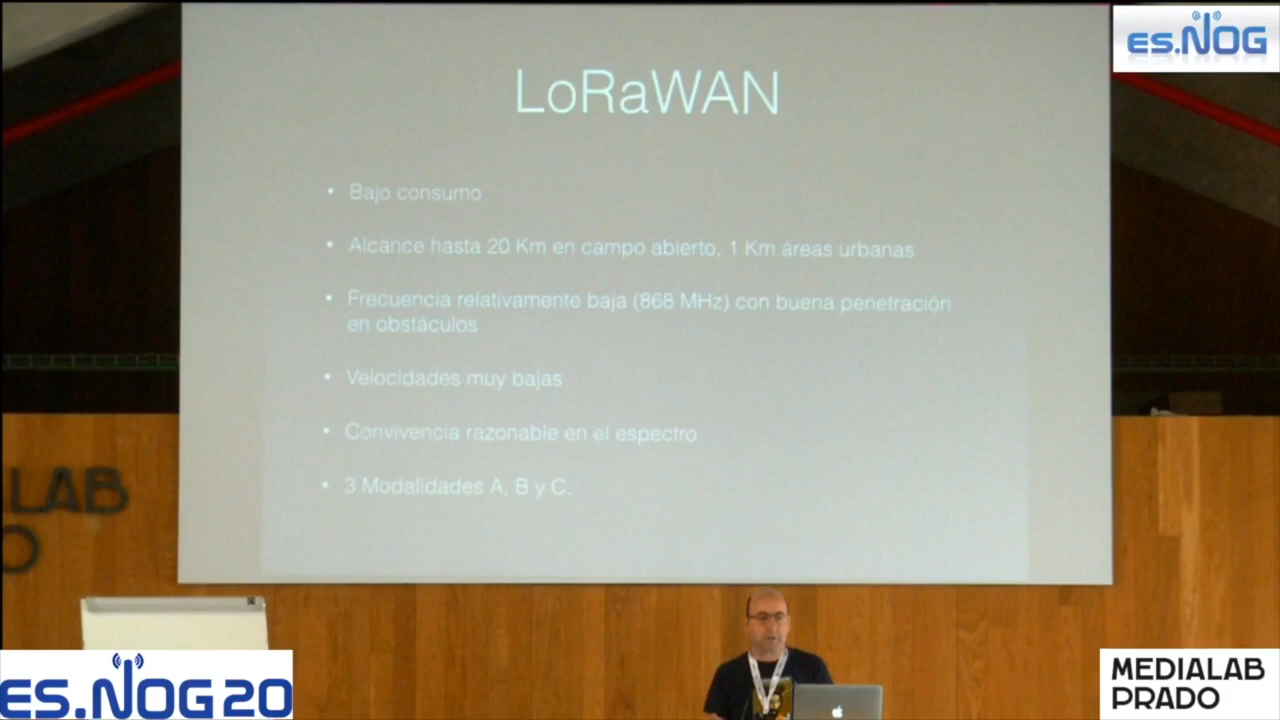 es.NOG
LoRaWAN
• Bajo consumo
• Alcance hasta 20 Km en campo abierto, 1 Km áreas urbanas
• Frecuencia relativamente baja (868 MHz) con buena penetración
en obstáculos
• Velocidades muy bajas
• Convivencia razonable en el espectro
• 3 Modalidades A, B y C.
LAB
O
ES.NOG20
MEDIALAB
PRADO